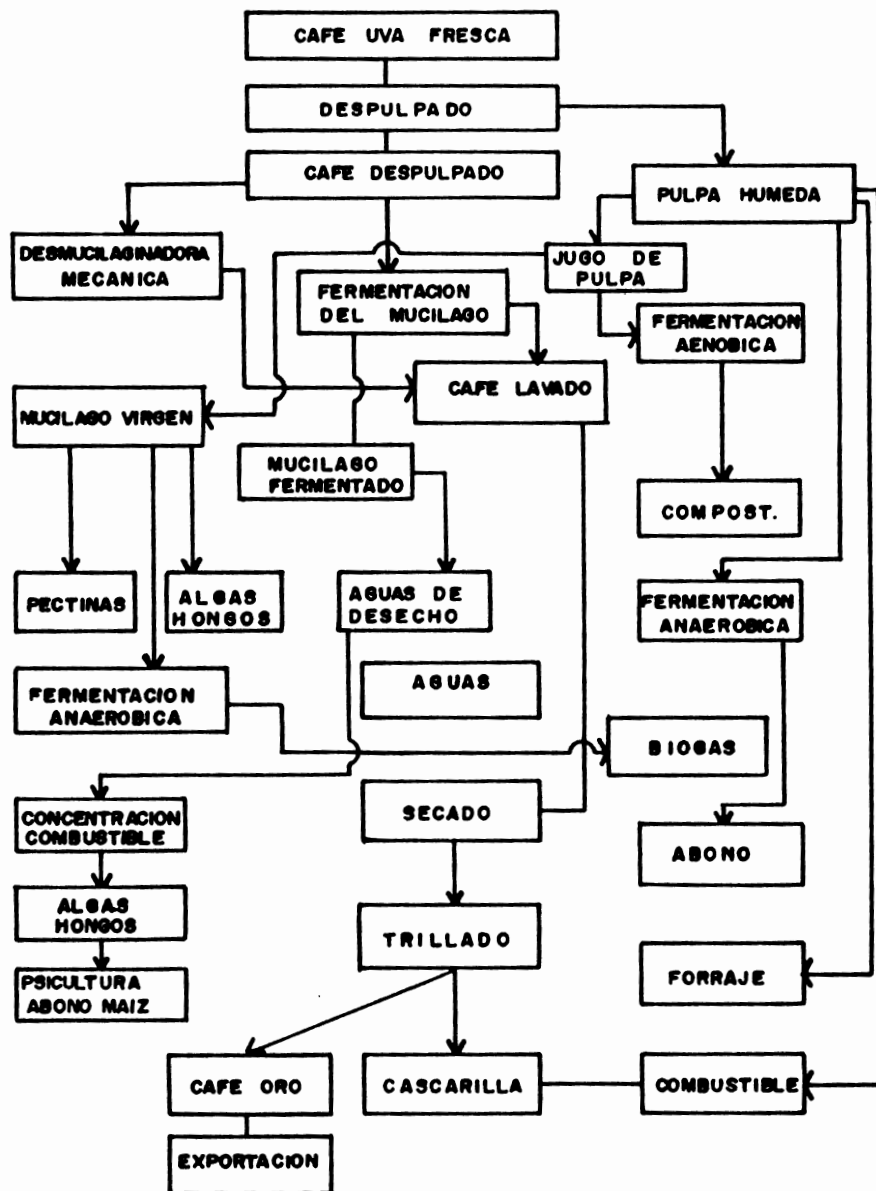 CAFE UVA FRESCA
DESPULPADO
CAFE DESPULPADO
PULPA HUMEDA
DESMUCILAGINADORA
MECANICA
JUGO DE
PULPA
FERMENTACION
DEL MUCILAGO
FERMENTACION
AENOBICA
CAFE LAVADO
MUCILAGO VIRGEN
MUCILAGO
FERMENTADO
COMPOST.
PECTINAS
ALGAS
HONGOS
AGUAS DE
DESECHO
FERMENTACION
ANAEROBICA
AGUAS
FERMENTACION
ANAEROBICA
BIOGAS
CONCENTRACION
COMBUSTIBLE
SECADO
ABONO
ALGAS
HONGOS
TRILLADO
FORRAJE
PSICULTURA
ABONO MAIZ
CAFE ORO
CASCARILLA
COMBUSTIBLE
EXPORTACION